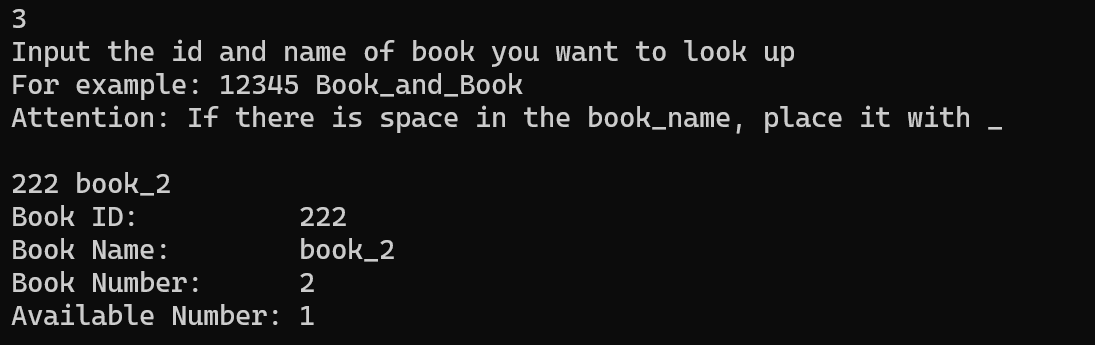 3
Input the id and name of book you want to look up
For example: 12345 Book_and_Book
Attention: If there is space in the book_name, place it with _
222 book_2
Book ID: 222
Book Name: book_2
Book Number: 2
Available Number: 1